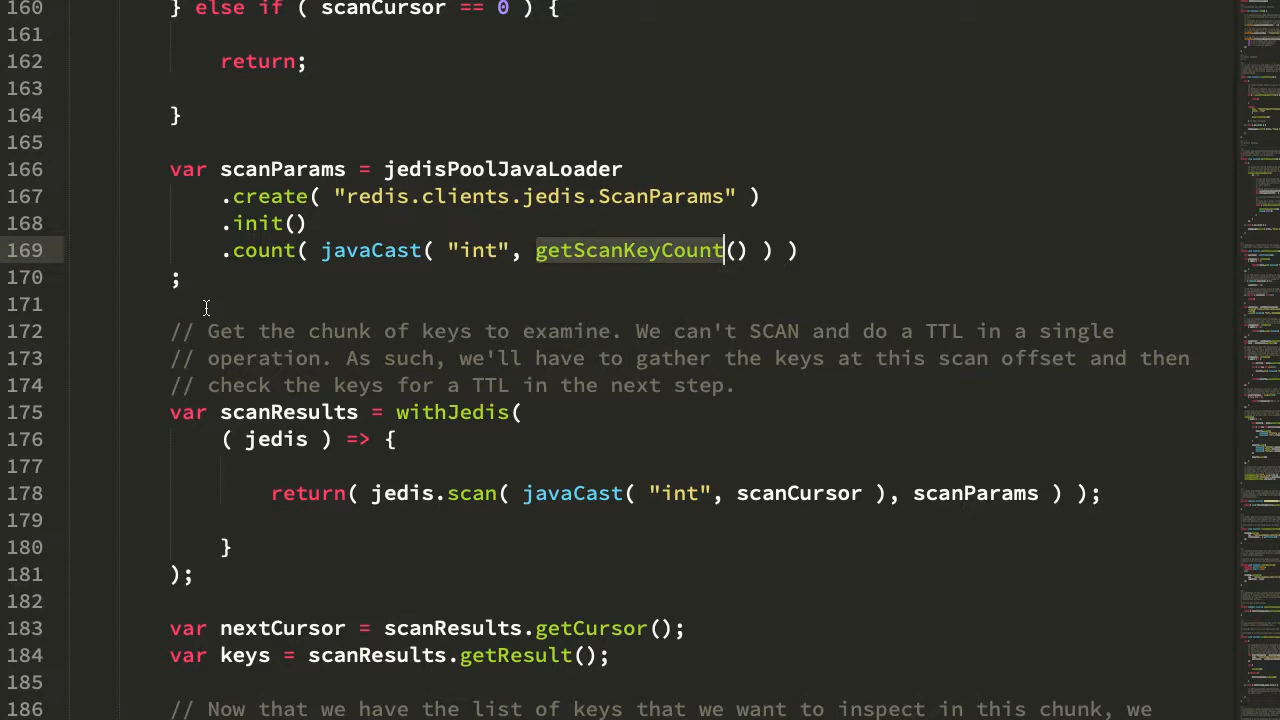 160 } else if ( scanCursor == 0 ) {
161
162 return;
163
164 }
165
166 var scanParams = jedisPoolJavaLoader
167 .create( "redis.clients.jedis.ScanParams" )
168 .init()
169 .count( javaCast( "int", getScanKeyCount() ) )
170 ;
171
172 // Get the chunk of keys to examine. We can't SCAN and do a TTL in a single
173 // operation. As such, we'll have to gather the keys at this scan offset and then
174 // check the keys for a TTL in the next step.
175 var scanResults = withJedis(
176 ( jedis ) => {
177
178 return( jedis.scan( javaCast( "int", scanCursor ), scanParams ) );
179
180 }
181 );
182
183 var nextCursor = scanResults.getCursor();
184 var keys = scanResults.getResult();
185
186 // Now that we have the list of keys that we want to inspect in this chunk, we